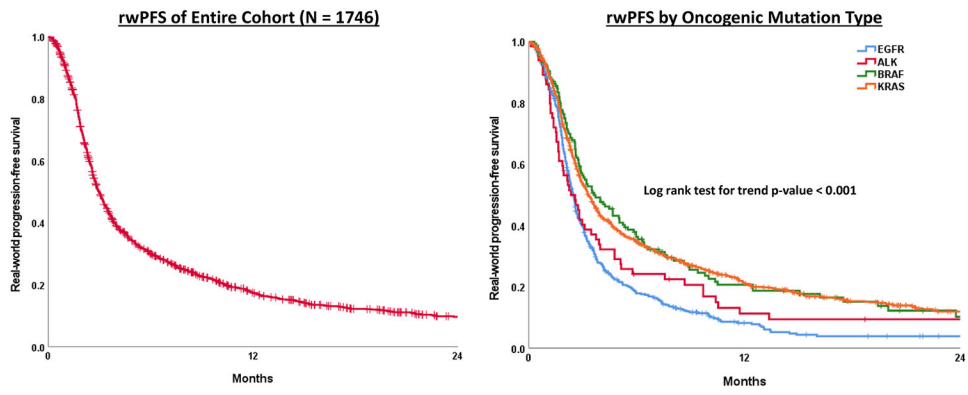 rwPFS of Entire Cohort (N = 1746)
Real-world progression-free survival
1.0
0.8
0.6
0.4
0.2
0.0
0
12
24
Months
rwPFS by Oncogenic Mutation Type
Real-world progression-free survival
1.0
0.8
0.6
0.4
0.2
0.0
EGFR
ALK
BRAF
KRAS
Log rank test for trend p-value < 0.001
0
12
24
Months